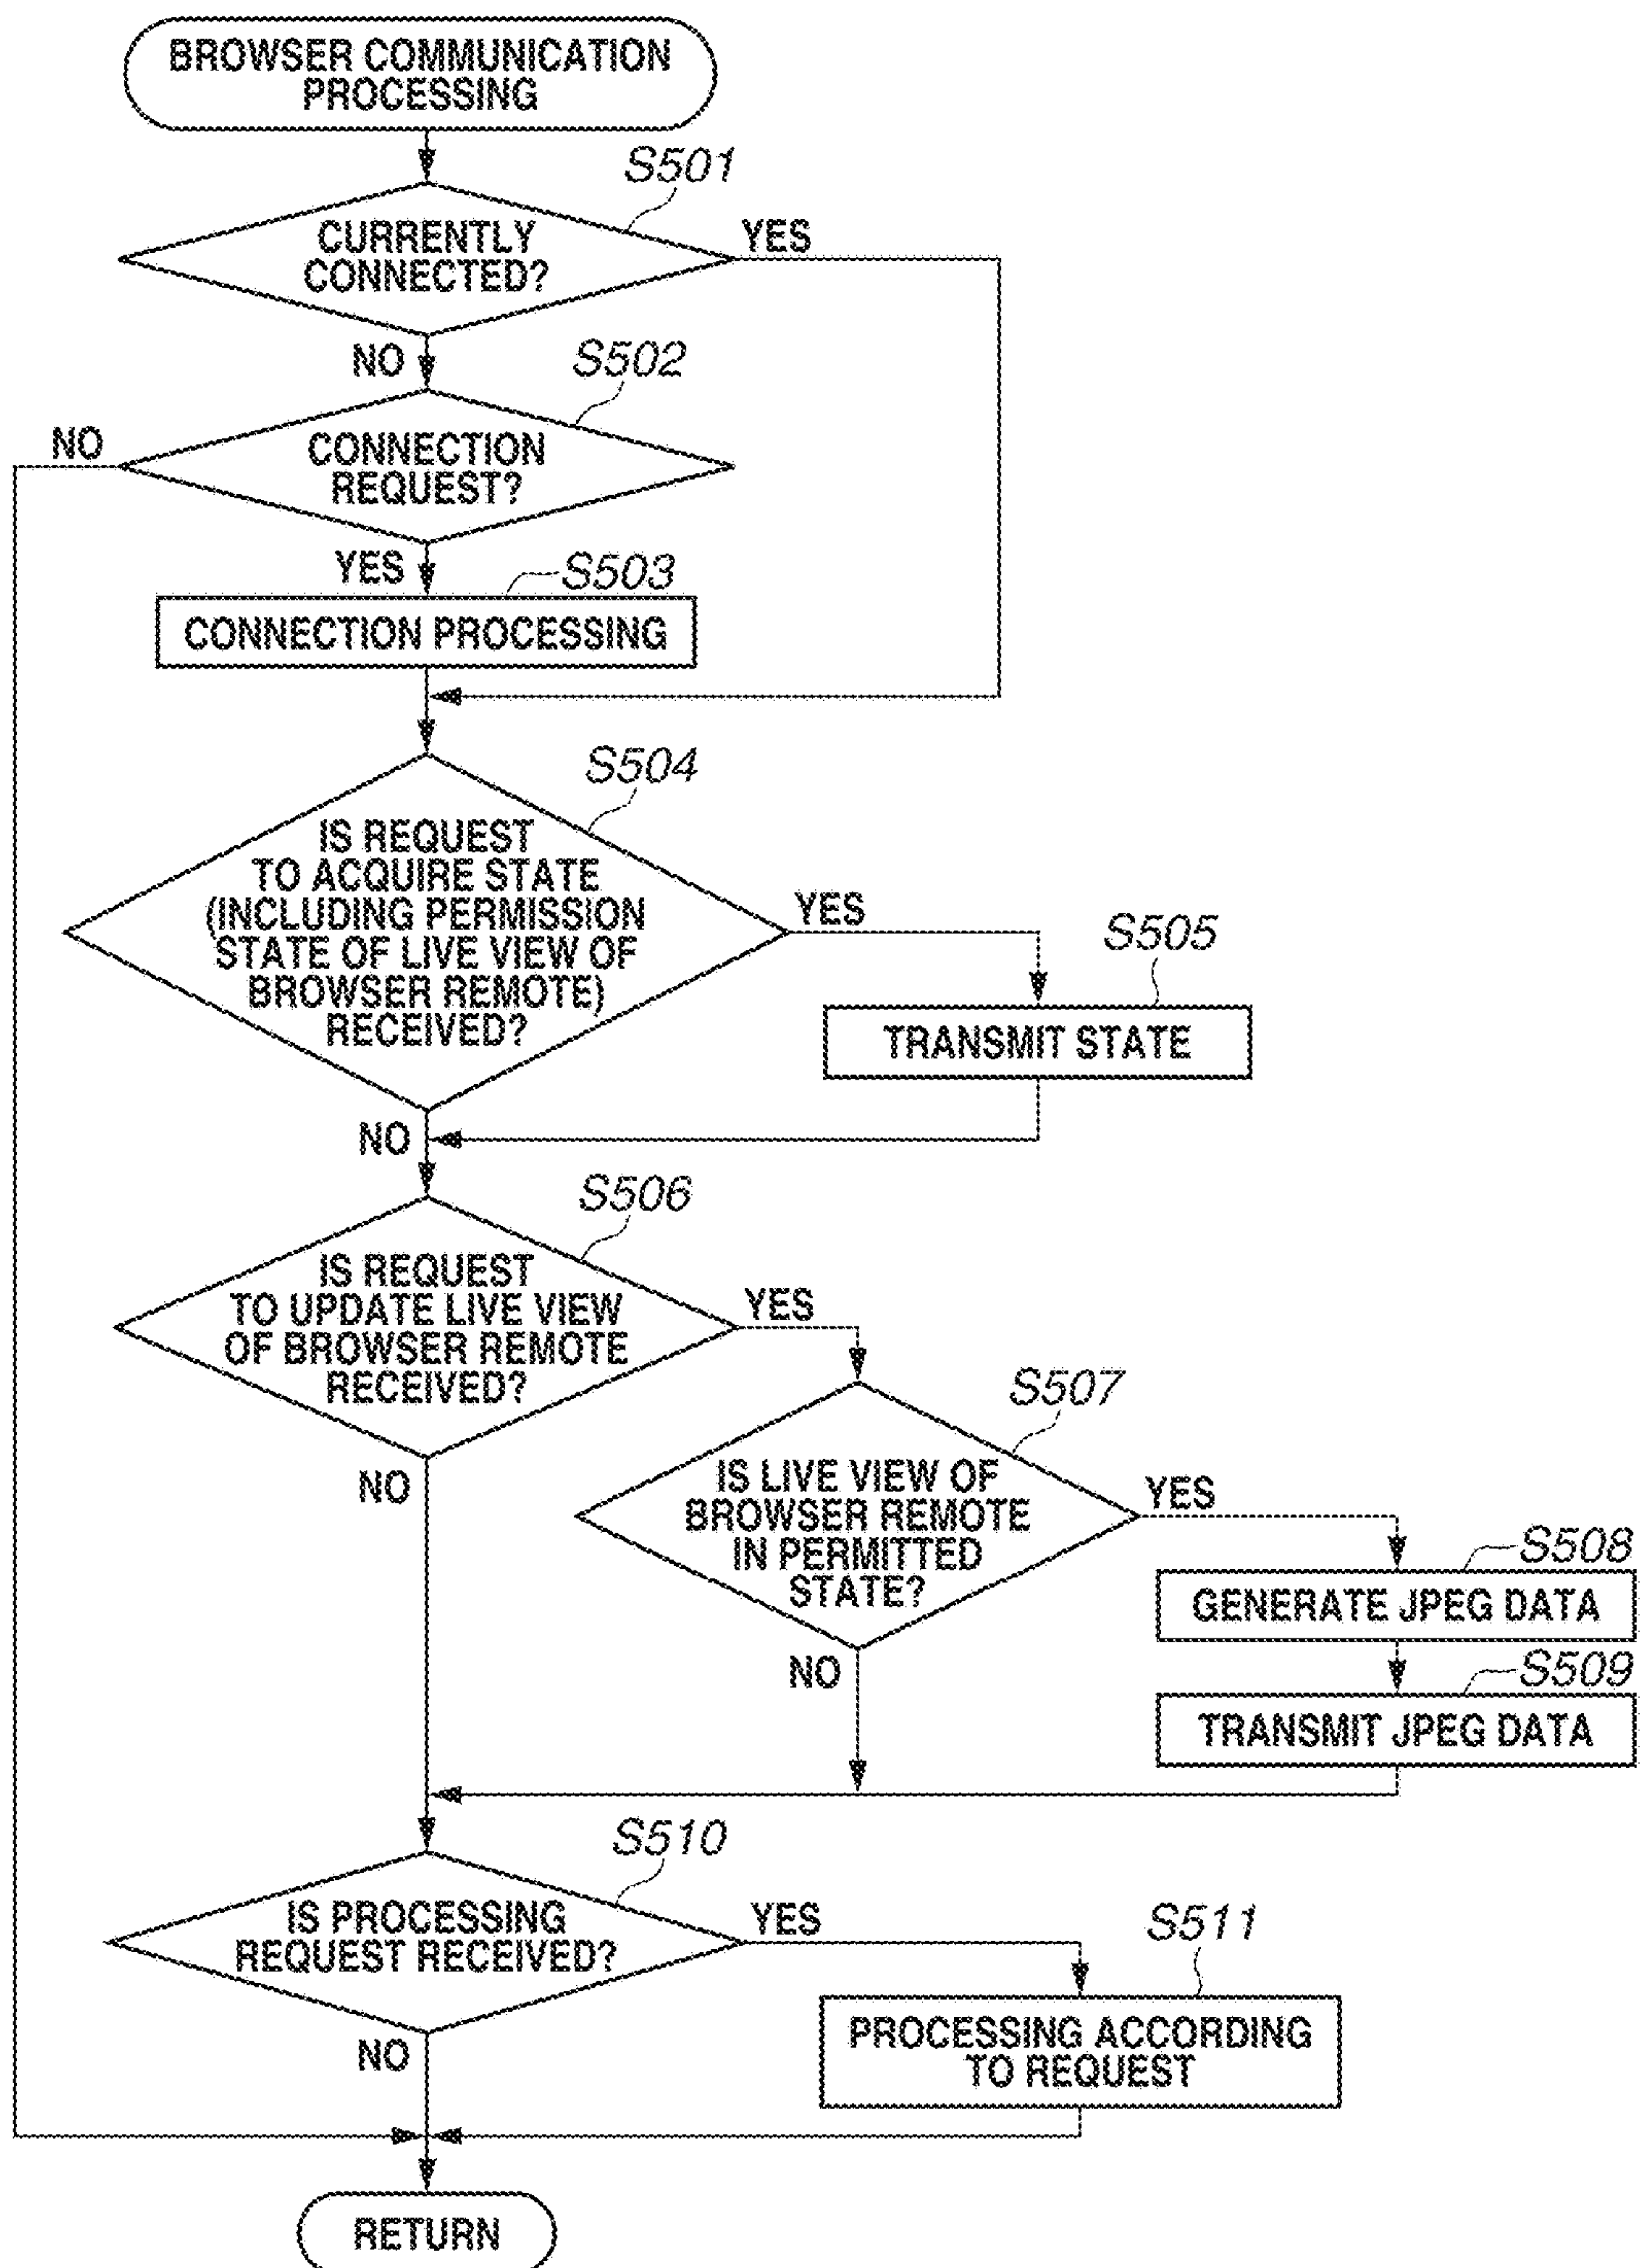 BROWSER COMMUNICATION
PROCESSING
S501
CURRENTLY
CONNECTED?
YES
NO
S502
CONNECTION
REQUEST?
NO
YES
S503
CONNECTION PROCESSING
S504
IS REQUEST
TO ACQUIRE STATE
(INCLUDING PERMISSION
STATE OF LIVE VIEW OF
BROWSER REMOTE)
RECEIVED?
YES
S505
TRANSMIT STATE
NO
S506
IS REQUEST
TO UPDATE LIVE VIEW
OF BROWSER REMOTE
RECEIVED?
YES
NO
S507
IS LIVE VIEW OF
BROWSER REMOTE
IN PERMITTED
STATE?
YES
NO
S508
GENERATE JPEG DATA
S509
TRANSMIT JPEG DATA
S510
IS PROCESSING
REQUEST RECEIVED?
YES
S511
PROCESSING ACCORDING
TO REQUEST
NO
RETURN